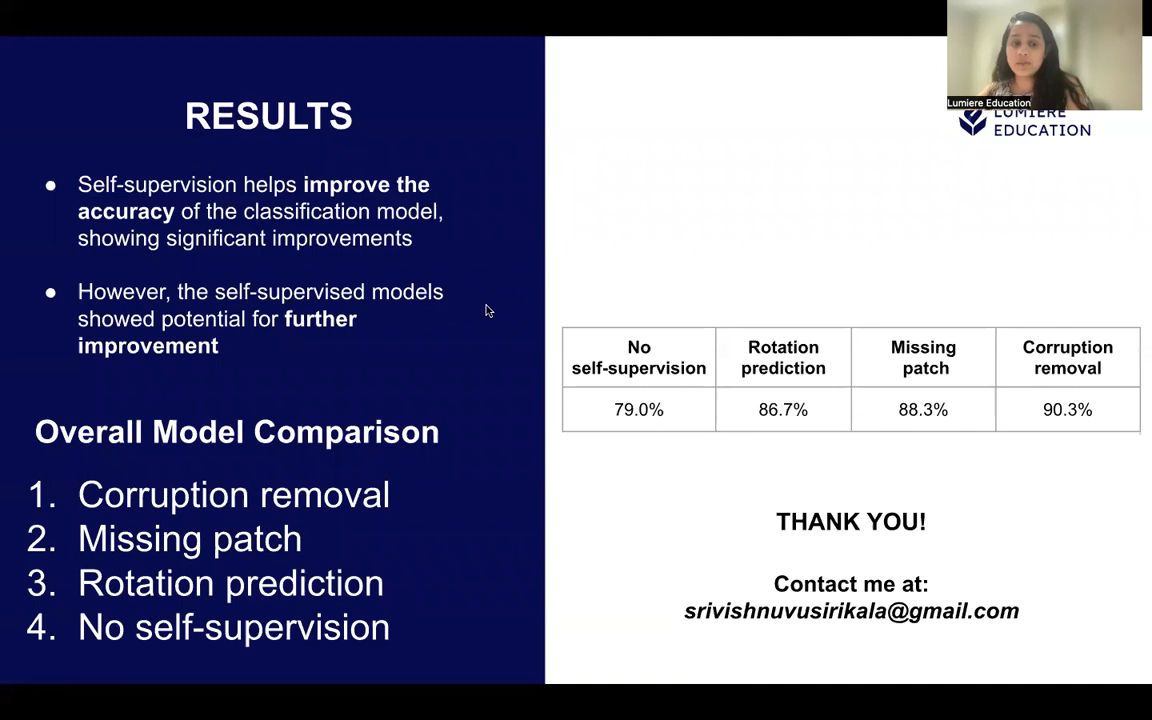 Lumiere Education
LUMIERE
EDUCATION
RESULTS
● Self-supervision helps improve the
accuracy of the classification model,
showing significant improvements
● However, the self-supervised models
showed potential for further
improvement
Overall Model Comparison
1. Corruption removal
2. Missing patch
3. Rotation prediction
4. No self-supervision
No Rotation Missing Corruption
self-supervision prediction patch removal
79.0% 86.7% 88.3% 90.3%
THANK YOU!
Contact me at:
srivishnuvusirikala@gmail.com